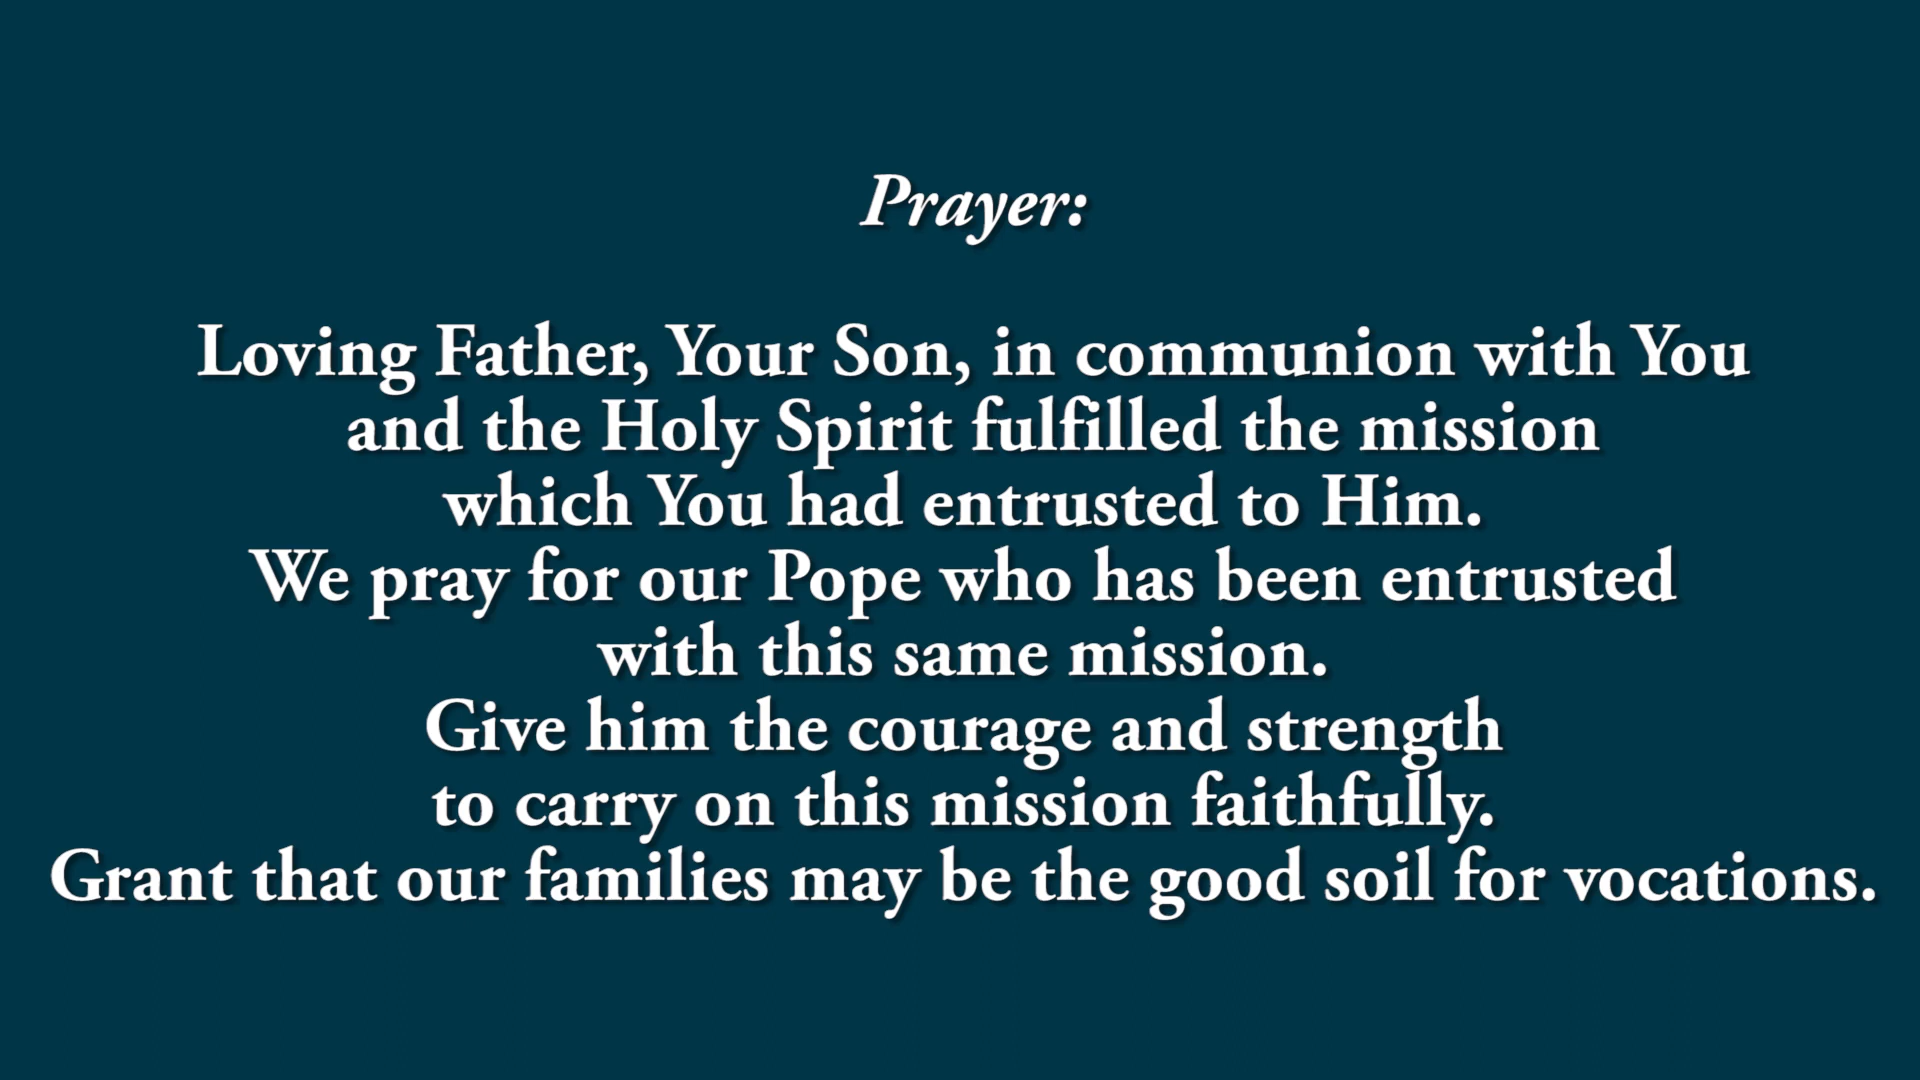 Prayer:
Loving Father, Your Son, in communion with You
and the Holy Spirit fulfilled the mission
which You had entrusted to Him.
We pray for our Pope who has been entrusted
with this same mission.
Give him the courage and strength
to carry on this mission faithfully.
Grant that our families may be the good soil for vocations.